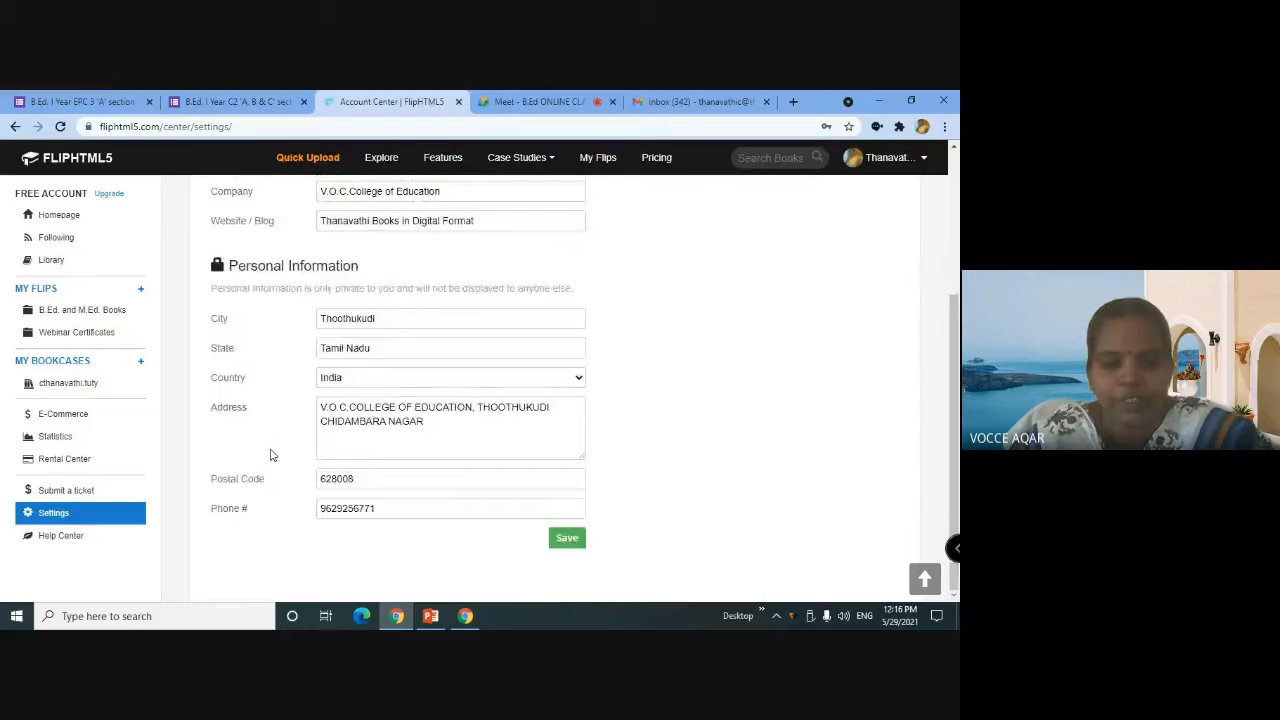 B.Ed. I Year EPC 3 'A' section
B.Ed. I Year C2 'A, B & C' sect
Account Center | FlipHTML5
Meet - B.Ed ONLINE CLA
Inbox (342) - thanavathic@th
fliphtml5.com/center/settings/
FLIPHTML5
Quick Upload
Explore
Features
Case Studies
My Flips
Pricing
Search Books
Thanavat...
FREE ACCOUNT Upgrade
Homepage
Following
Library
MY FLIPS +
B.Ed. and M.Ed. Books
Webinar Certificates
MY BOOKCASES +
cthanavathi.tuty
$ E-Commerce
Statistics
Rental Center
$ Submit a ticket
Settings
Help Center
Company V.O.C.College of Education
Website / Blog Thanavathi Books in Digital Format
Personal Information
Personal Information is only private to you and will not be displayed to anyone else.
City Thoothukudi
State Tamil Nadu
Country India
Address V.O.C.COLLEGE OF EDUCATION, THOOTHUKUDI
CHIDAMBARA NAGAR
Postal Code 628008
Phone # 9629256771
Save
VOCCE AQAR
Type here to search
Desktop
ENG
12:16 PM
5/29/2021